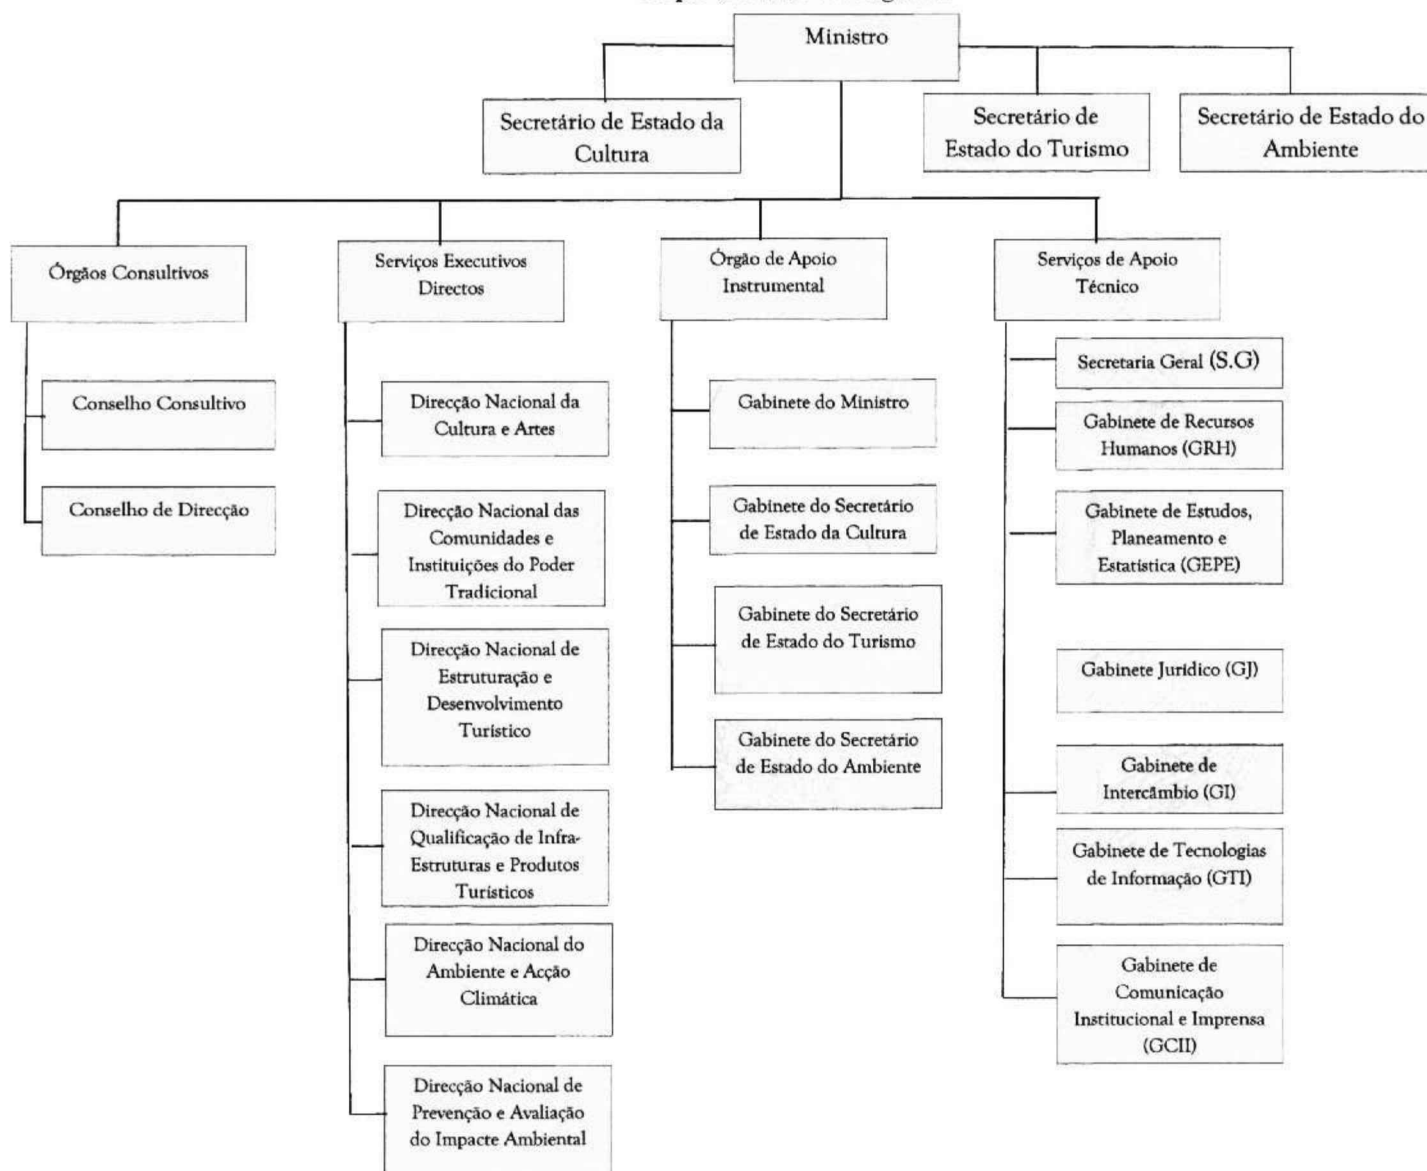 Ministro
Secretário de Estado da
Cultura
Secretário de
Estado do Turismo
Secretário de Estado do
Ambiente
Órgãos Consultivos
Serviços Executivos
Directos
Órgão de Apoio
Instrumental
Serviços de Apoio
Técnico
Conselho Consultivo
Conselho de Direcção
Direcção Nacional da
Cultura e Artes
Direcção Nacional das
Comunidades e
Instituições do Poder
Tradicional
Direcção Nacional de
Estruturação e
Desenvolvimento
Turístico
Direcção Nacional de
Qualificação de Infra-
Estruturas e Produtos
Turísticos
Direcção Nacional do
Ambiente e Acção
Climática
Direcção Nacional de
Prevenção e Avaliação
do Impacte Ambiental
Gabinete do Ministro
Gabinete do Secretário
de Estado da Cultura
Gabinete do Secretário
de Estado do Turismo
Gabinete do Secretário
de Estado do Ambiente
Secretaria Geral (S.G)
Gabinete de Recursos
Humanos (GRH)
Gabinete de Estudos,
Planeamento e
Estatística (GEPE)
Gabinete Jurídico (GJ)
Gabinete de
Intercâmbio (GI)
Gabinete de Tecnologias
de Informação (GTI)
Gabinete de
Comunicação
Institucional e Imprensa
(GCII)